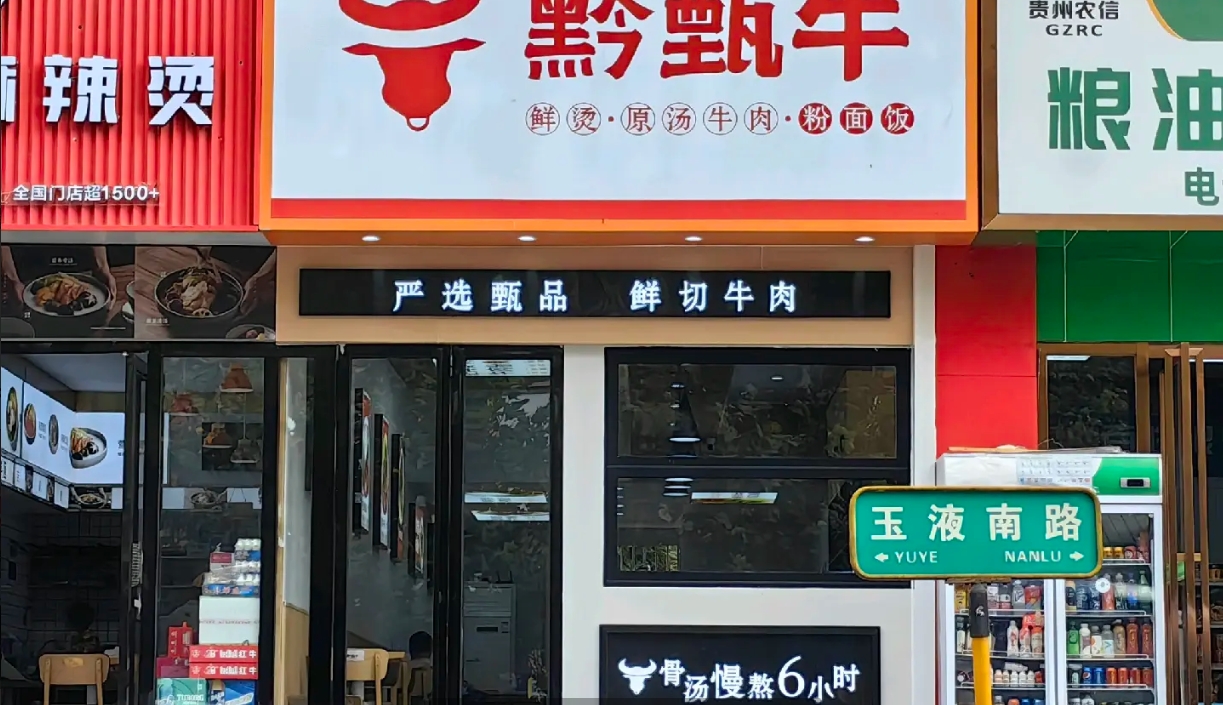 麻辣烫
全国门店超1500+
黔甄牛
鲜烫·原汤牛肉·粉面饭
贵州农信
GZRC
粮油
电
严选甄品 鲜切牛肉
玉液南路
YUYE NANLU
骨汤慢熬6小时